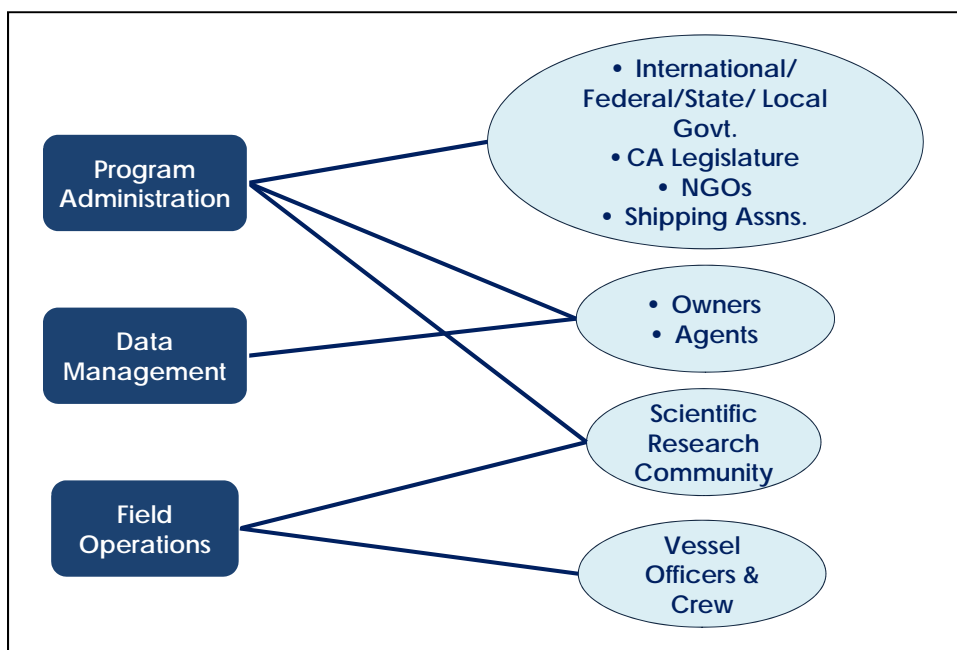 Program
Administration
Data
Management
Field
Operations
• International/
Federal/State/ Local
Govt.
• CA Legislature
• NGOs
• Shipping Assns.
• Owners
• Agents
Scientific
Research
Community
Vessel
Officers &
Crew